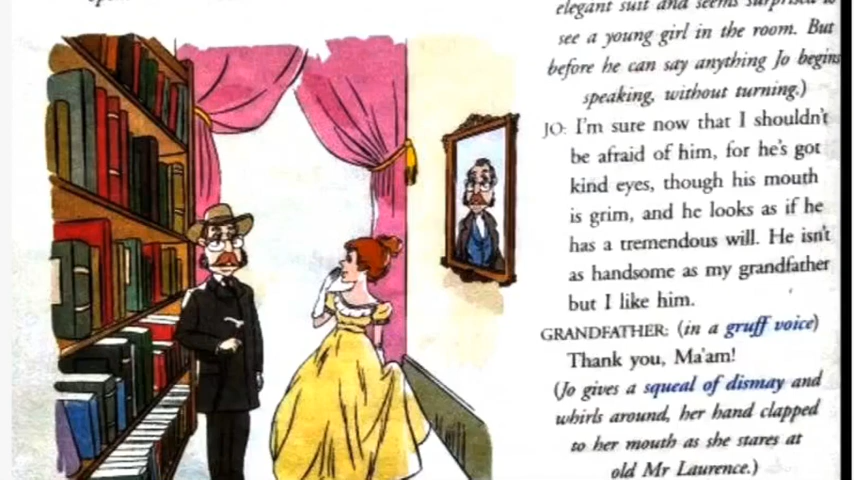 elegant suit and seems surprised to
see a young girl in the room. But
before he can say anything Jo begins
speaking, without turning.)
JO: I'm sure now that I shouldn't
be afraid of him, for he's got
kind eyes, though his mouth
is grim, and he looks as if he
has a tremendous will. He isn't
as handsome as my grandfather
but I like him.
GRANDFATHER: (in a gruff voice)
Thank you, Ma'am!
(Jo gives a squeal of dismay and
whirls around, her hand clapped
to her mouth as she stares at
old Mr Laurence.)